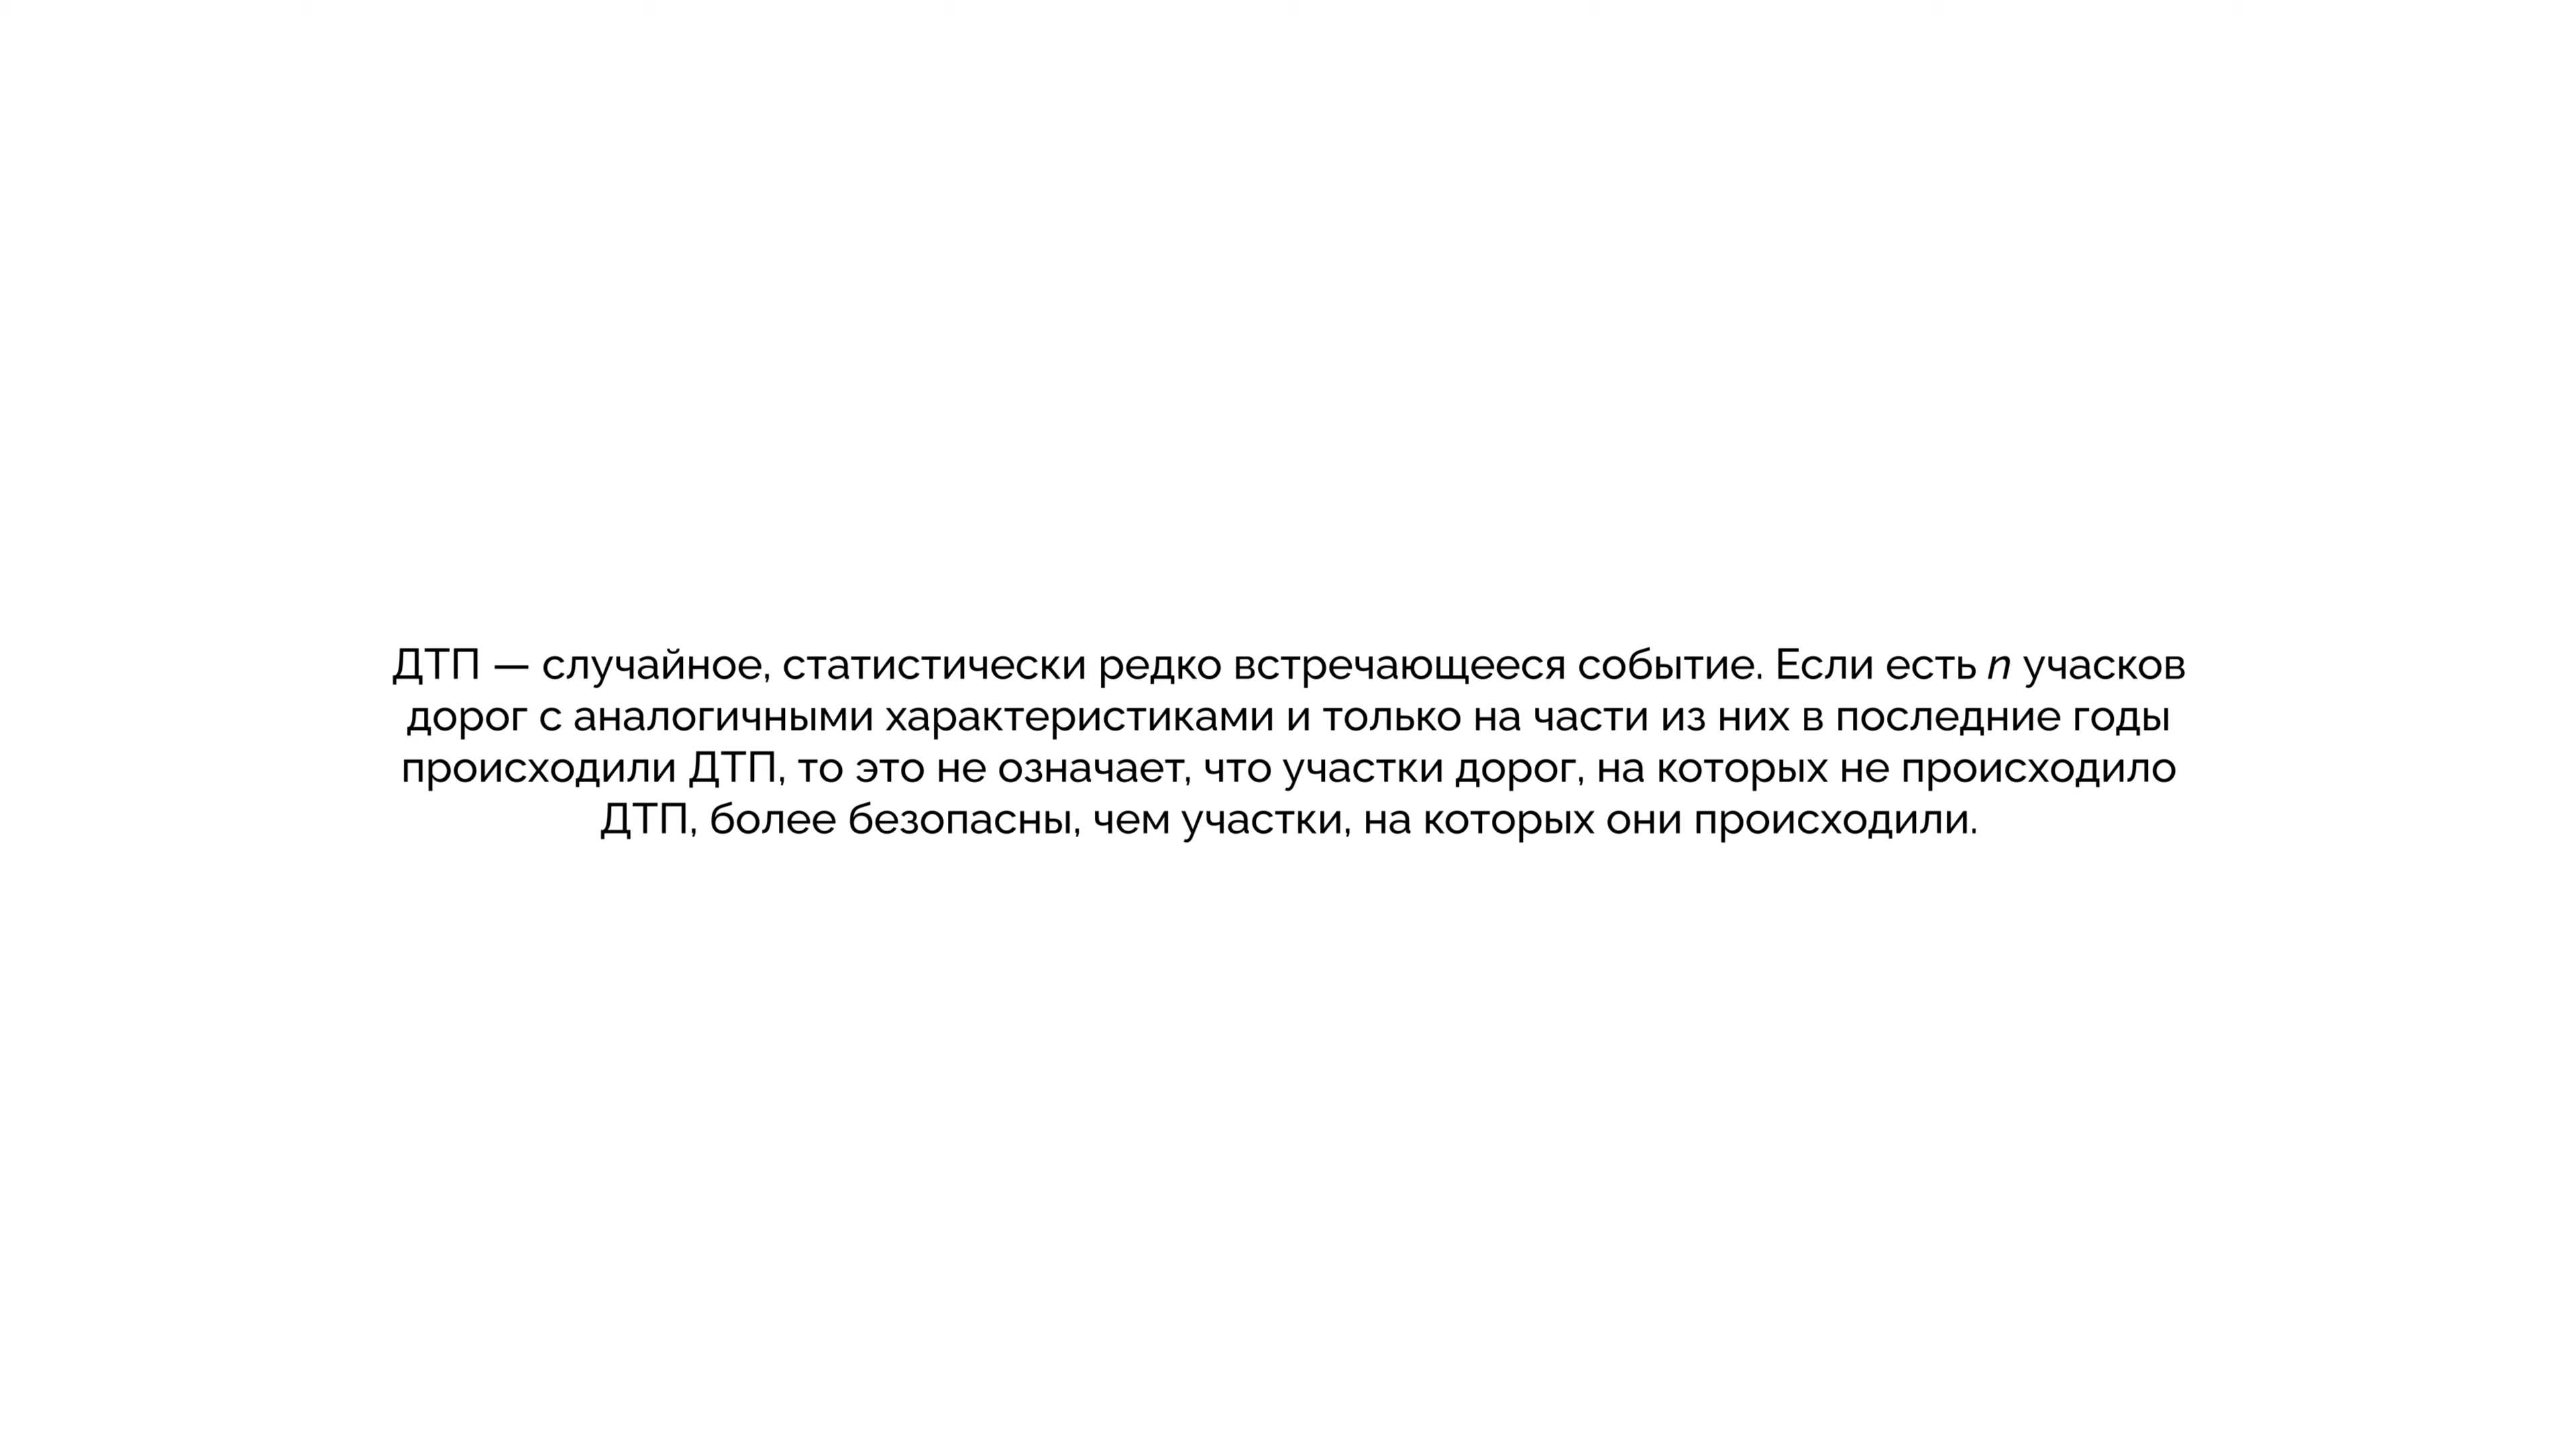 ДТП — случайное, статистически редко встречающееся событие. Если есть n учасков
дорог с аналогичными характеристиками и только на части из них в последние годы
происходили ДТП, то это не означает, что участки дорог, на которых не происходило
ДТП, более безопасны, чем участки, на которых они происходили.